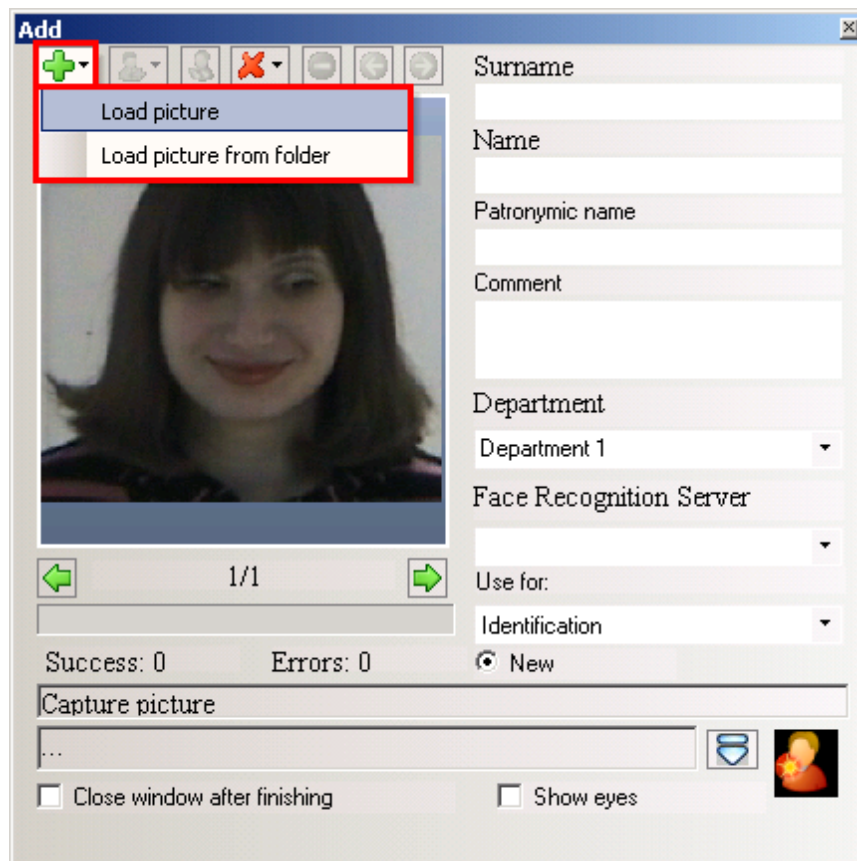 Add
Load picture
Load picture from folder
Surname
Name
Patronymic name
Comment
Department
Department 1
Face Recognition Server
Use for:
Identification
New
1/1
Success: 0
Errors: 0
Capture picture
...
Close window after finishing
Show eyes